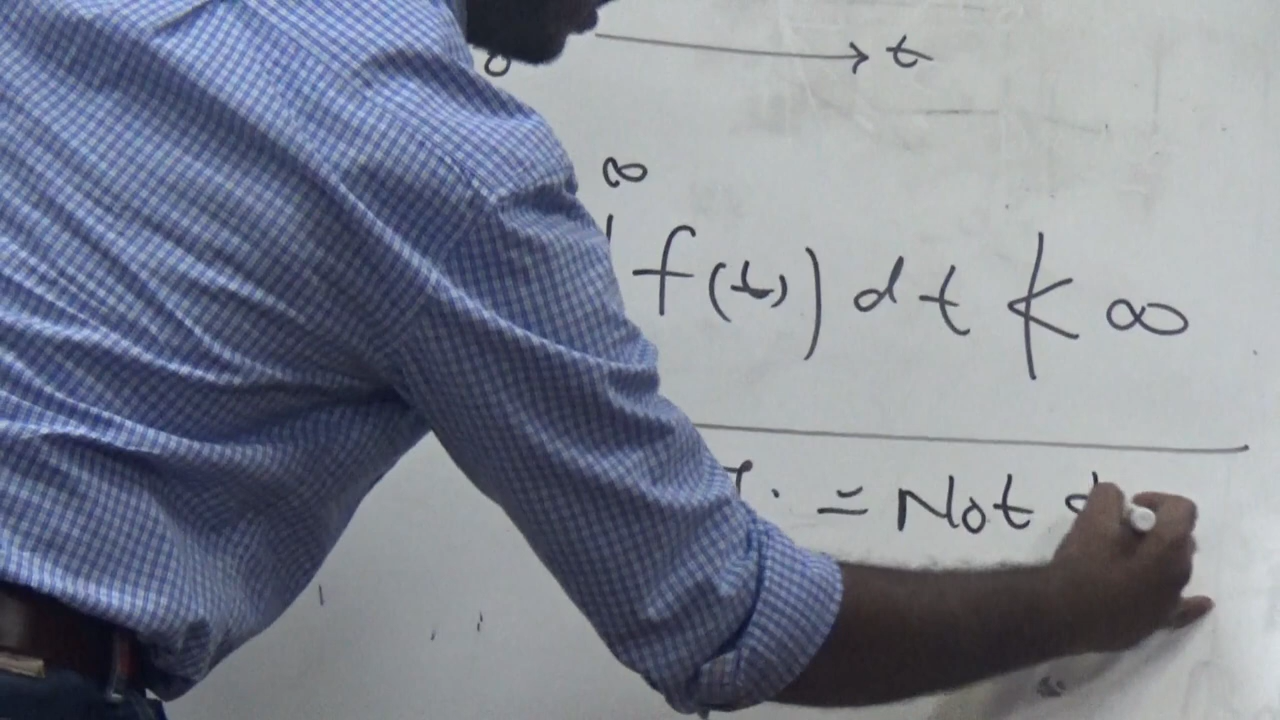 0 → t
∞
f(t)) dt ≮ ∞
= Not d